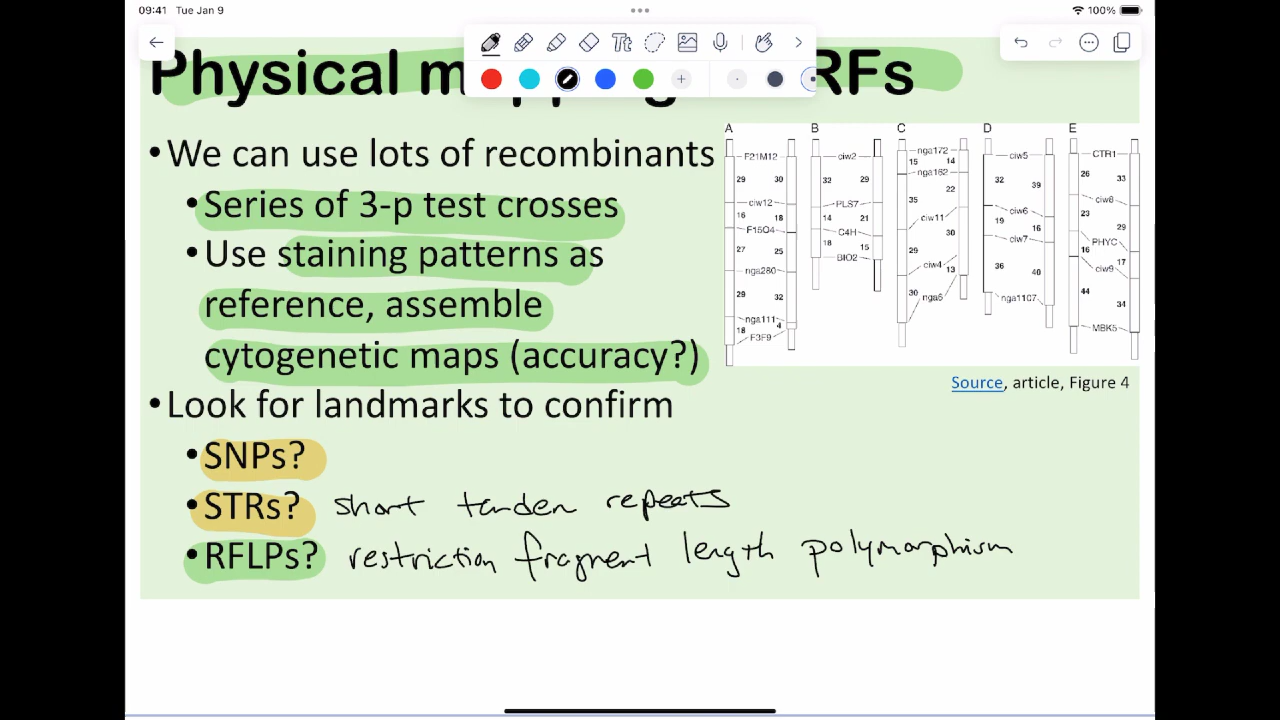 09:41 Tue Jan 9
100%
Tt
Physical m RFs
• We can use lots of recombinants
• Series of 3-p test crosses
• Use staining patterns as
reference, assemble
cytogenetic maps (accuracy?)
• Look for landmarks to confirm
• SNPs?
• STRs? short tandem repeats
• RFLPs? restriction fragment length polymorphism
A B C D E
F21M12
29 30
ciw12
16 18
F15O4
27 25
nga280
29 32
nga111
18 4
F3F9
ciw2
32 29
PLS7
14 21
C4H
18 15
BIO2
nga172
15 14
nga162
35 22
ciw11
29 30
ciw4
30 13
nga6
ciw5
32 39
ciw6
19 16
ciw7
36 40
nga1107
CTR1
26 33
ciw8
23 29
PHYC
16 17
ciw9
44 34
MBK5
Source, article, Figure 4